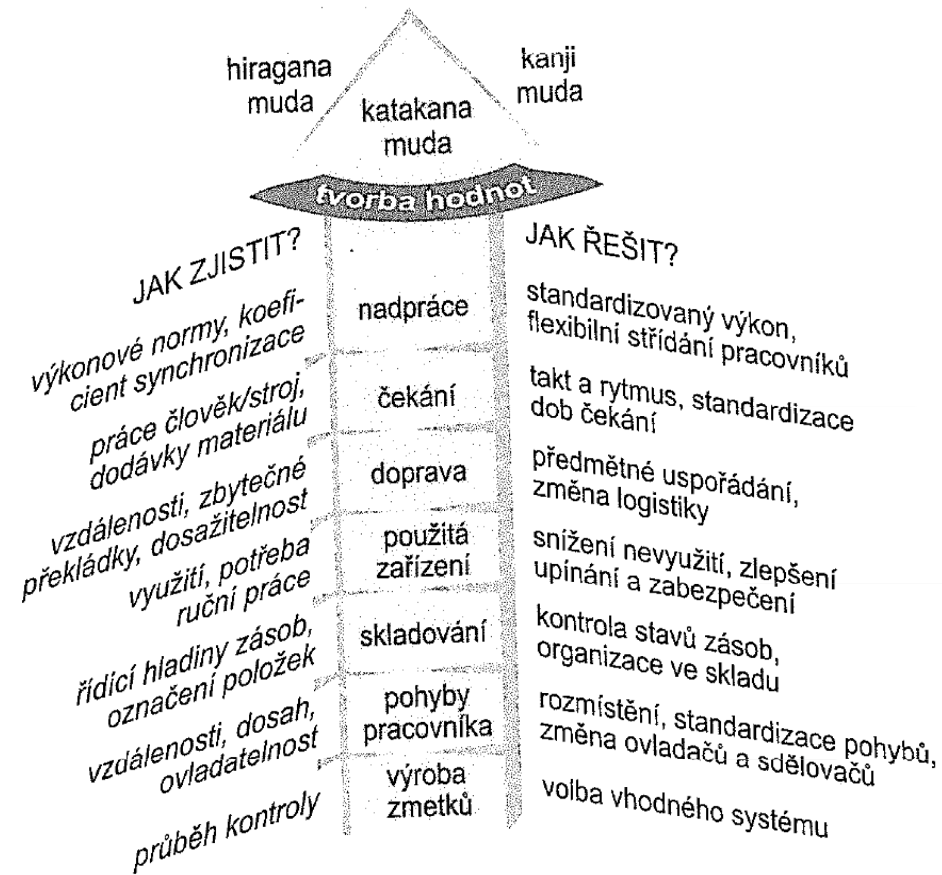 hiragana
muda
katakana
muda
kanji
muda
tvorba hodnot
JAK ZJISTIT?
JAK ŘEŠIT?
výkonové normy, koefi-
cient synchronizace
nadpráce
standardizovaný výkon,
flexibilní střídání pracovníků
práce člověk/stroj,
dodávky materiálu
čekání
takt a rytmus, standardizace
dob čekání
vzdálenosti, zbytečné
překládky, dosažitelnost
doprava
předmětné uspořádání,
změna logistiky
využití, potřeba
ruční práce
použitá
zařízení
snížení nevyužití, zlepšení
upínání a zabezpečení
řídící hladiny zásob,
označení položek
skladování
kontrola stavů zásob,
organizace ve skladu
vzdálenosti, dosah,
ovladatelnost
pohyby
pracovníka
rozmístění, standardizace pohybů,
změna ovladačů a sdělovačů
průběh kontroly
výroba
zmetků
volba vhodného systému